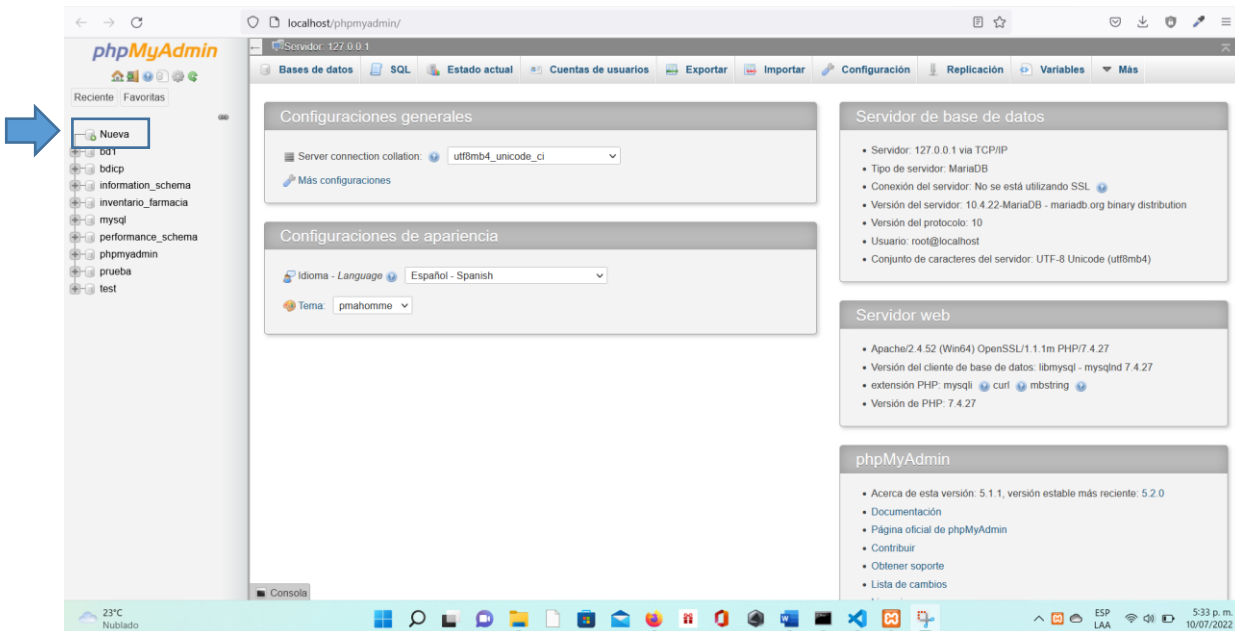 localhost/phpmyadmin/
phpMyAdmin
Reciente Favoritas
Nueva
bd1
bdicp
information_schema
inventario_farmacia
mysql
performance_schema
phpmyadmin
prueba
test
Servidor: 127.0.0.1
Bases de datos SQL Estado actual Cuentas de usuarios Exportar Importar Configuración Replicación Variables Más
Configuraciones generales
Server connection collation: utf8mb4_unicode_ci
Más configuraciones
Configuraciones de apariencia
Idioma - Language Español - Spanish
Tema: pmahomme
Servidor de base de datos
• Servidor: 127.0.0.1 via TCP/IP
• Tipo de servidor: MariaDB
• Conexión del servidor: No se está utilizando SSL
• Versión del servidor: 10.4.22-MariaDB - mariadb.org binary distribution
• Versión del protocolo: 10
• Usuario: root@localhost
• Conjunto de caracteres del servidor: UTF-8 Unicode (utf8mb4)
Servidor web
• Apache/2.4.52 (Win64) OpenSSL/1.1.1m PHP/7.4.27
• Versión del cliente de base de datos: libmysql - mysqlnd 7.4.27
• extensión PHP: mysqli curl mbstring
• Versión de PHP: 7.4.27
phpMyAdmin
• Acerca de esta versión: 5.1.1, versión estable más reciente: 5.2.0
• Documentación
• Página oficial de phpMyAdmin
• Contribuir
• Obtener soporte
• Lista de cambios
Consola
23°C
Nublado
ESP
LAA
5:33 p. m.
10/07/2022